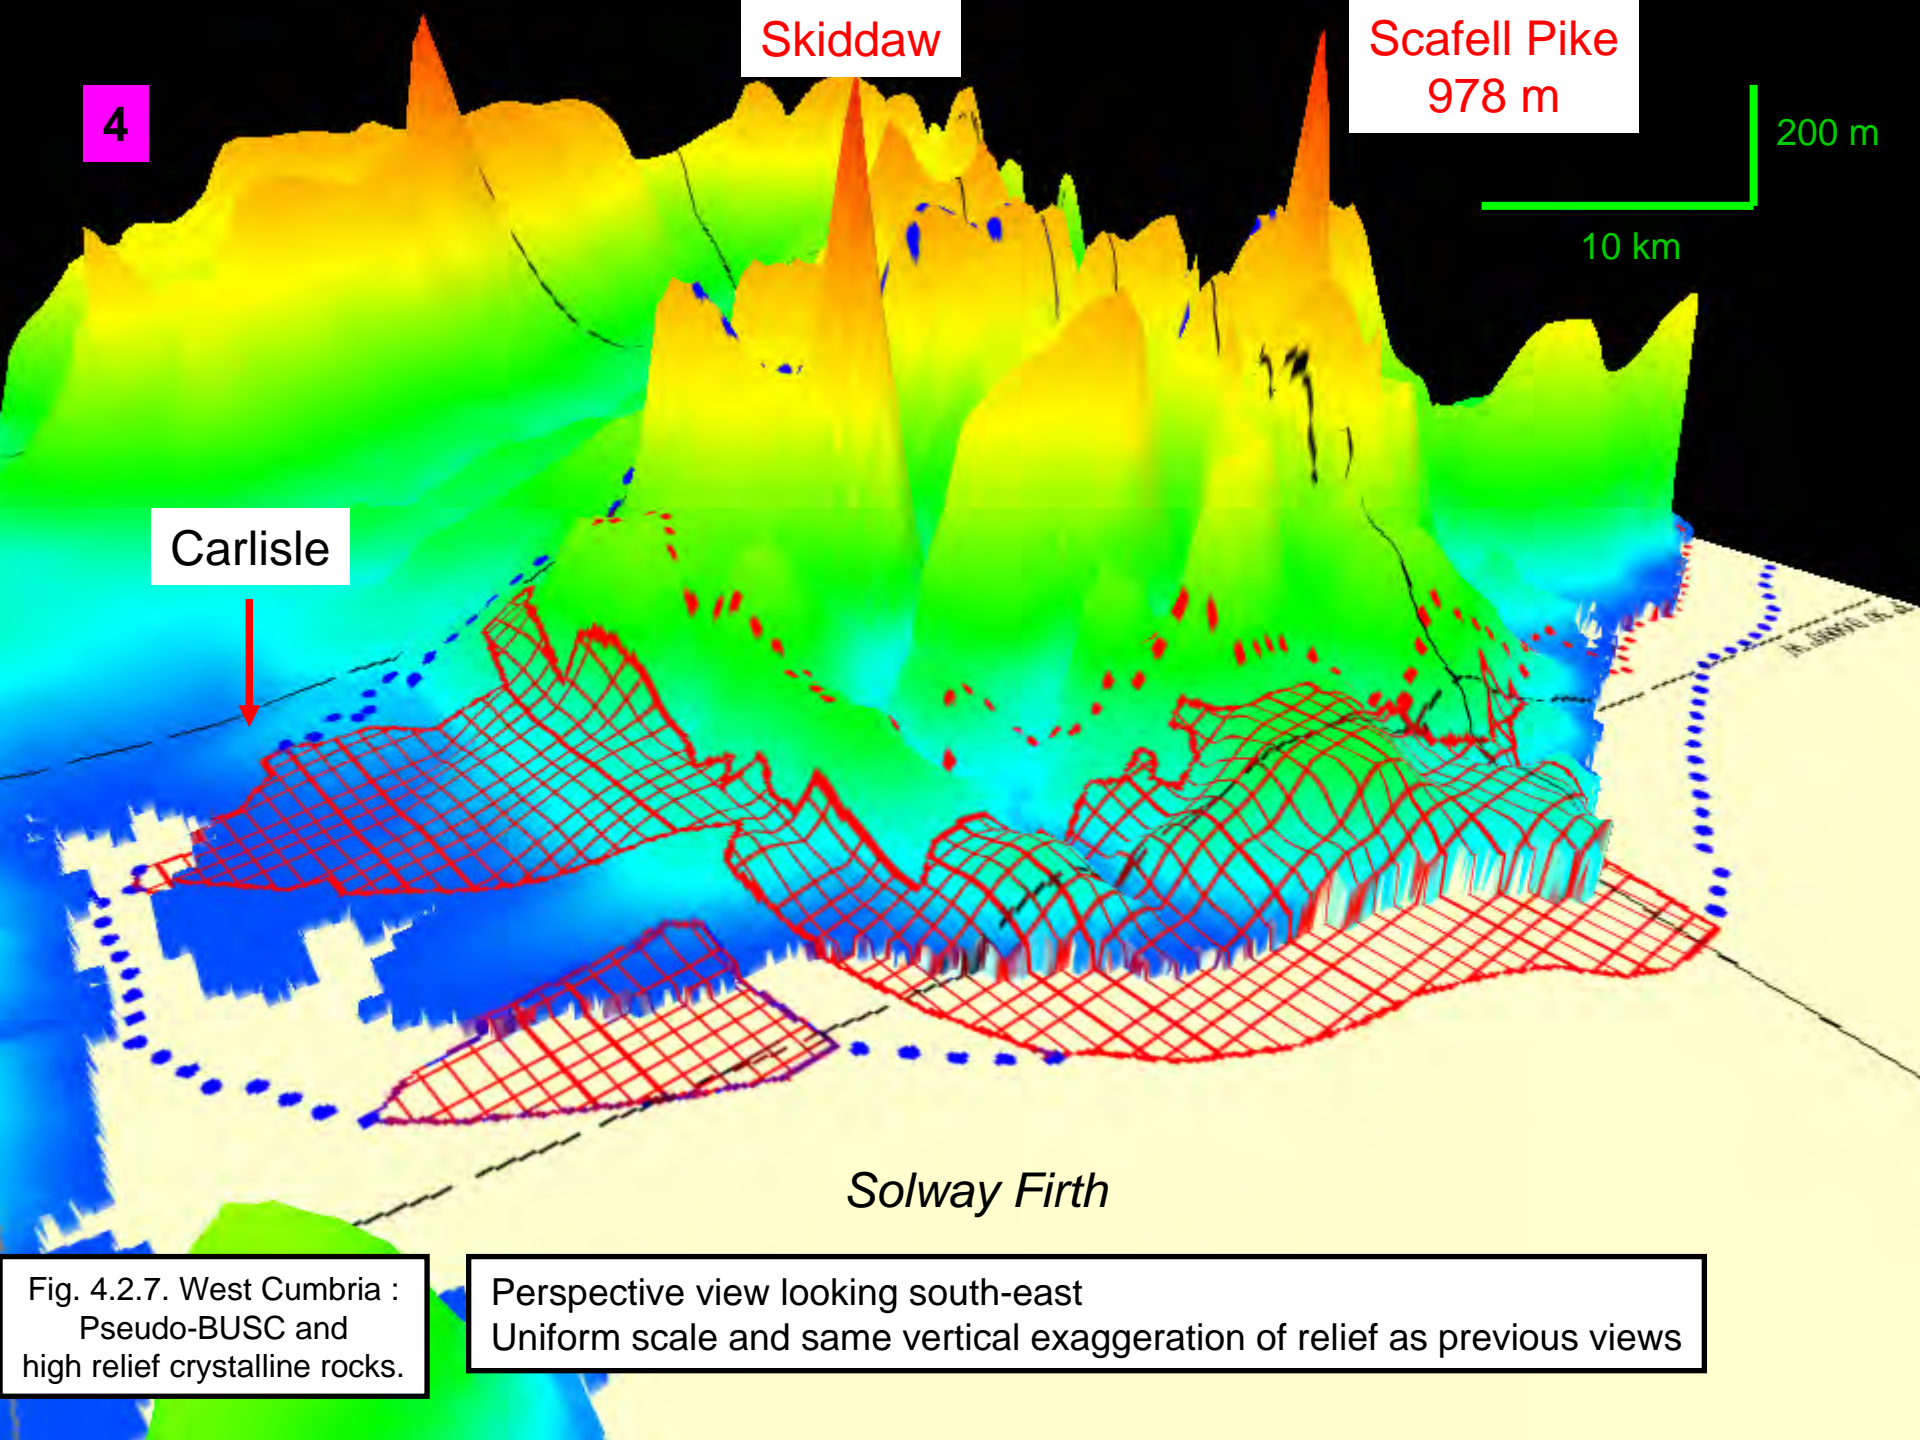 4
Skiddaw
Scafell Pike
978 m
200 m
10 km
Carlisle
Solway Firth
Fig. 4.2.7. West Cumbria :
Pseudo-BUSC and
high relief crystalline rocks.
Perspective view looking south-east
Uniform scale and same vertical exaggeration of relief as previous views